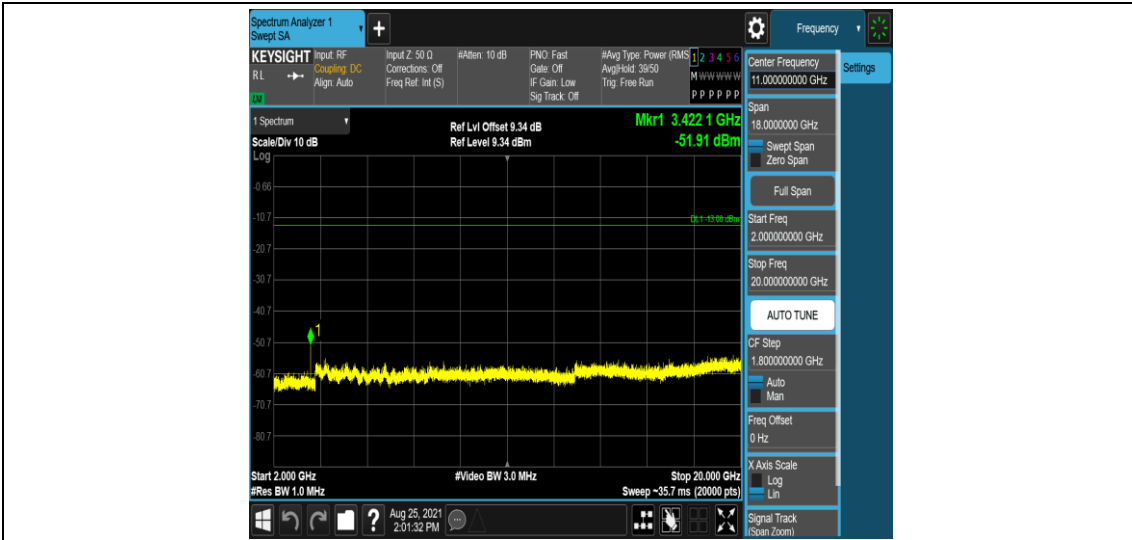 Spectrum Analyzer 1
Swept SA
+
Frequency
KEYSIGHT
RL
LXI
Input: RF
Coupling: DC
Align: Auto
Input Z: 50 Ω
Corrections: Off
Freq Ref: Int (S)
#Atten: 10 dB
PNO: Fast
Gate: Off
IF Gain: Low
Sig Track: Off
#Avg Type: Power (RMS
Avg|Hold: 39/50
Trig: Free Run
1 2 3 4 5 6
M W W W W W
P P P P P P
1 Spectrum
Scale/Div 10 dB
Log
Ref Lvl Offset 9.34 dB
Ref Level 9.34 dBm
Mkr1 3.422 1 GHz
-51.91 dBm
-0.66
-10.7
DL1 -13.00 dBm
-20.7
-30.7
-40.7
1
-50.7
-60.7
-70.7
-80.7
Start 2.000 GHz
#Res BW 1.0 MHz
#Video BW 3.0 MHz
Stop 20.000 GHz
Sweep ~35.7 ms (20000 pts)
?
Aug 25, 2021
2:01:32 PM
Center Frequency
11.000000000 GHz
Settings
Span
18.0000000 GHz
Swept Span
Zero Span
Full Span
Start Freq
2.000000000 GHz
Stop Freq
20.000000000 GHz
AUTO TUNE
CF Step
1.800000000 GHz
Auto
Man
Freq Offset
0 Hz
X Axis Scale
Log
Lin
Signal Track
(Span Zoom)